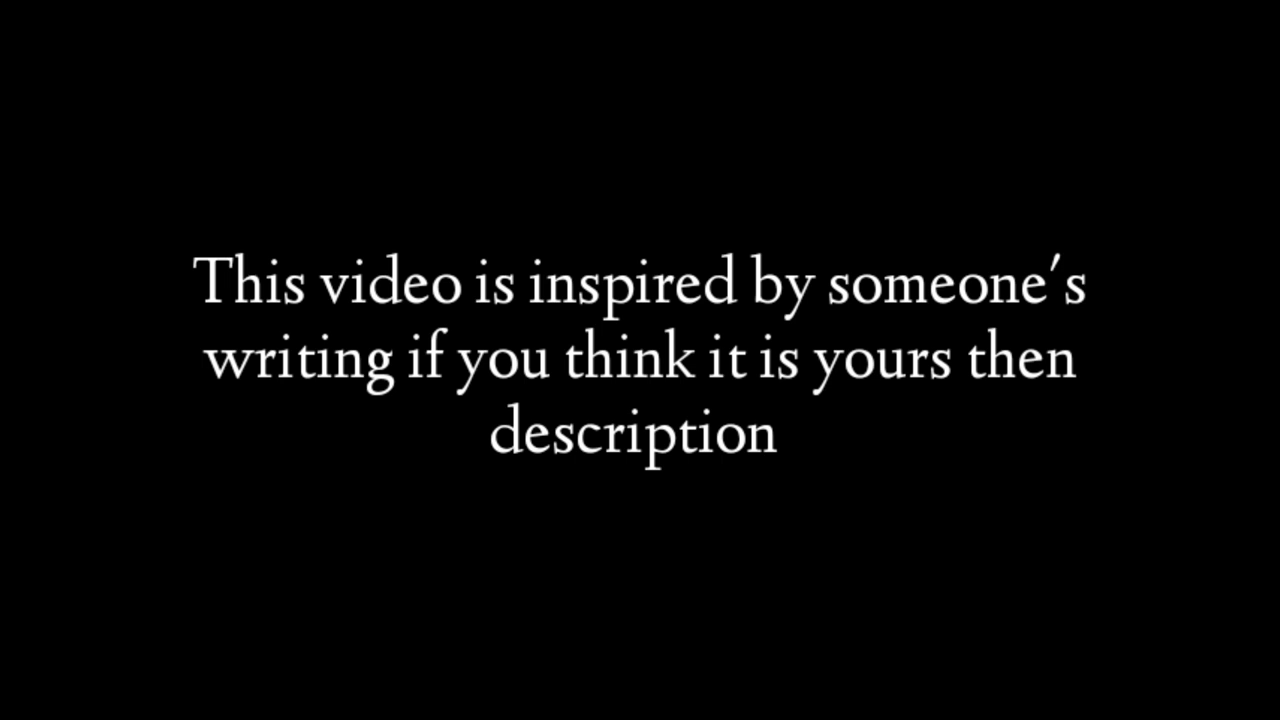 This video is inspired by someone's
writing if you think it is yours then
description